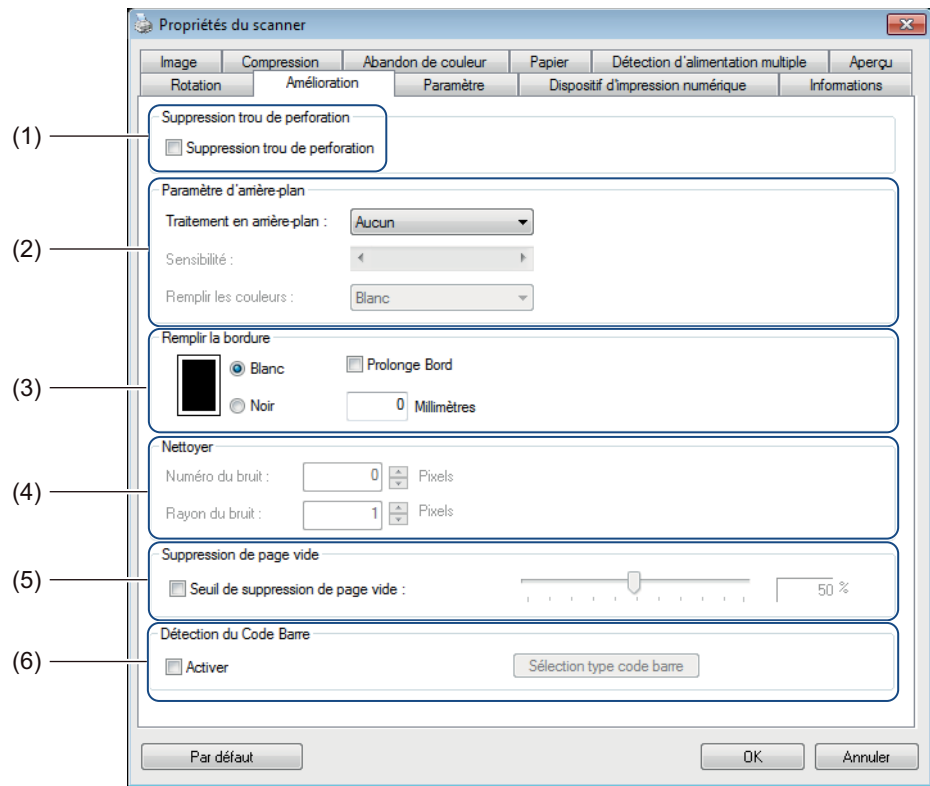 Propriétés du scanner
Image Compression Abandon de couleur Papier Détection d'alimentation multiple Aperçu
Rotation Amélioration Paramètre Dispositif d'impression numérique Informations
(1)
Suppression trou de perforation
Suppression trou de perforation
(2)
Paramètre d'arrière-plan
Traitement en arrière-plan : Aucun
Sensibilité :
Remplir les couleurs : Blanc
(3)
Remplir la bordure
Blanc Prolonge Bord
Noir 0 Millimètres
(4)
Nettoyer
Numéro du bruit : 0 Pixels
Rayon du bruit : 1 Pixels
(5)
Suppression de page vide
Seuil de suppression de page vide : 50 %
(6)
Détection du Code Barre
Activer Sélection type code barre
Par défaut OK Annuler